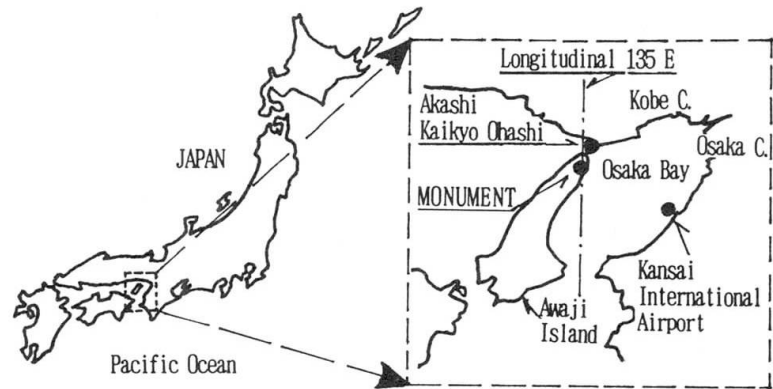 JAPAN
Pacific Ocean
Longitudinal 135 E
Akashi
Kaikyo Ohashi
Kobe C.
Osaka C.
Osaka Bay
MONUMENT
Kansai
International
Airport
Awaji
Island